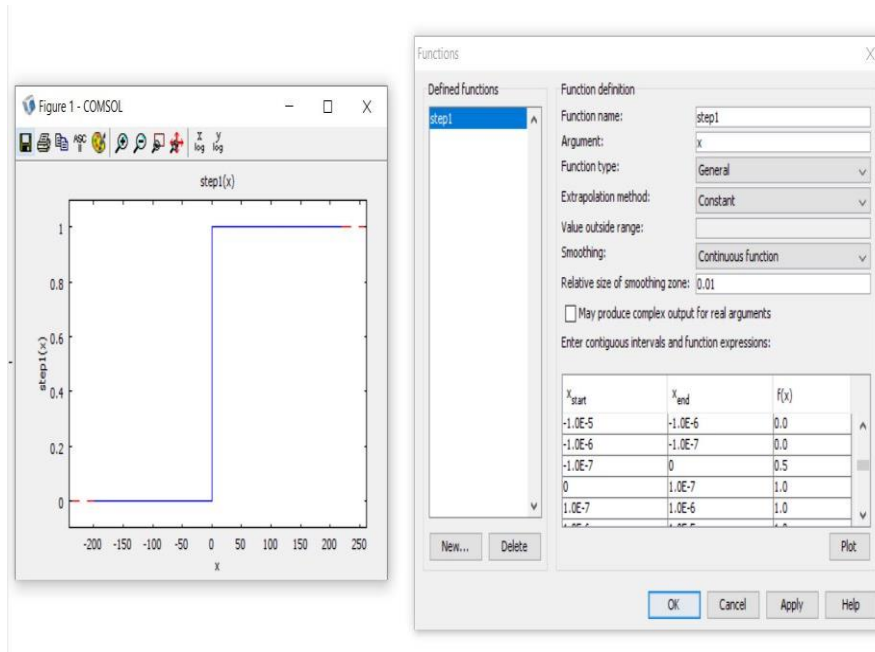 Figure 1 - COMSOL
ASC
II
x
log
y
log
step1(x)
1
0.8
0.6
0.4
0.2
0
step1(x)
-200 -150 -100 -50 0 50 100 150 200 250
x
Functions
Defined functions
step1
New... Delete
Function definition
Function name: step1
Argument: x
Function type: General
Extrapolation method: Constant
Value outside range:
Smoothing: Continuous function
Relative size of smoothing zone: 0.01
May produce complex output for real arguments
Enter contiguous intervals and function expressions:
xstart xend f(x)
-1.0E-5 -1.0E-6 0.0
-1.0E-6 -1.0E-7 0.0
-1.0E-7 0 0.5
0 1.0E-7 1.0
1.0E-7 1.0E-6 1.0
Plot
OK Cancel Apply Help